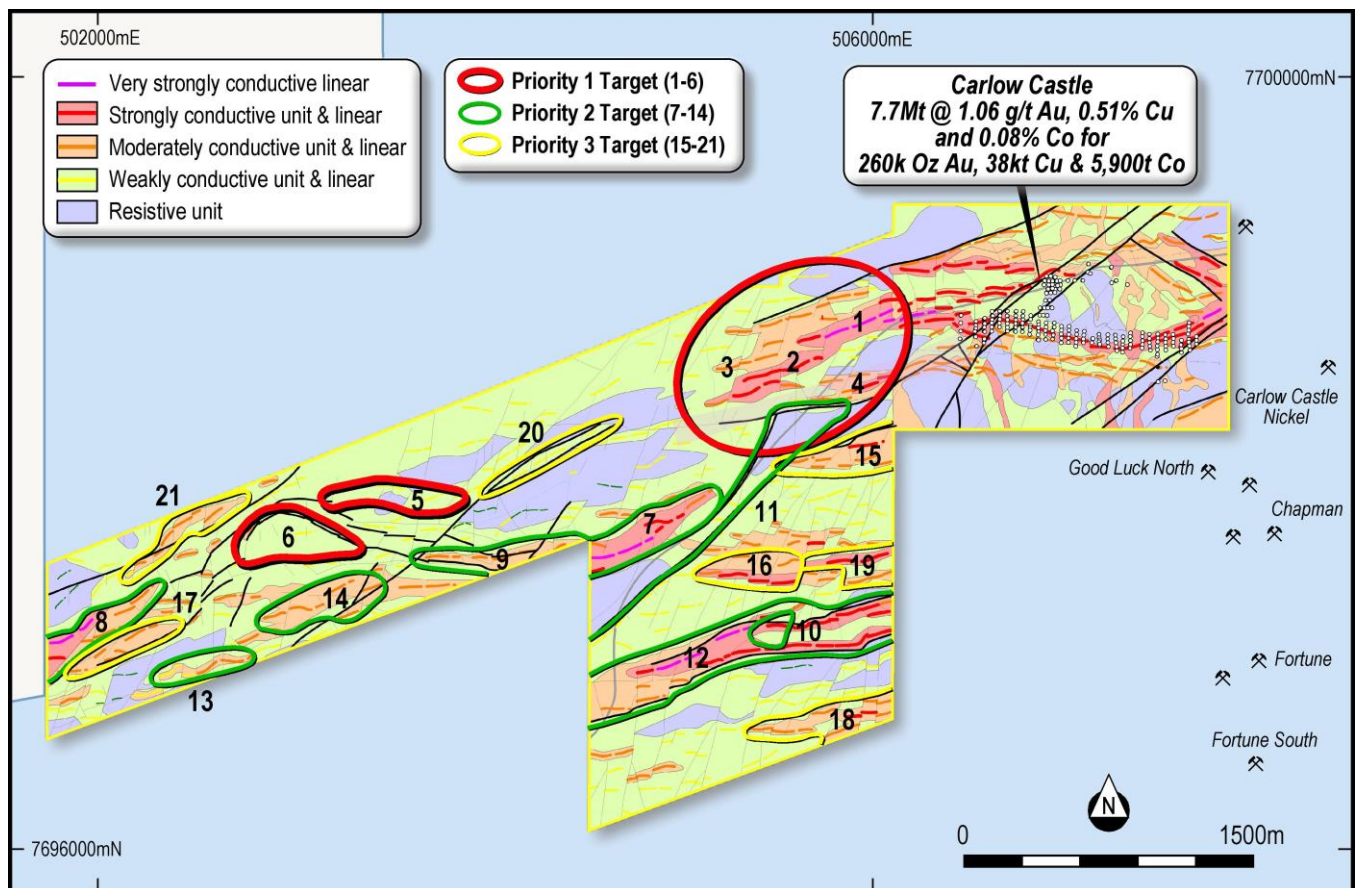 502000mE
506000mE
7700000mN
Very strongly conductive linear
Strongly conductive unit & linear
Moderately conductive unit & linear
Weakly conductive unit & linear
Resistive unit
Priority 1 Target (1-6)
Priority 2 Target (7-14)
Priority 3 Target (15-21)
Carlow Castle
7.7Mt @ 1.06 g/t Au, 0.51% Cu
and 0.08% Co for
260k Oz Au, 38kt Cu & 5,900t Co
1
2
3
4
Carlow Castle
Nickel
20
15
Good Luck North
21
5
11
Chapman
6
7
9
16
19
17
14
8
10
12
Fortune
13
18
Fortune South
N
0
1500m
7696000mN